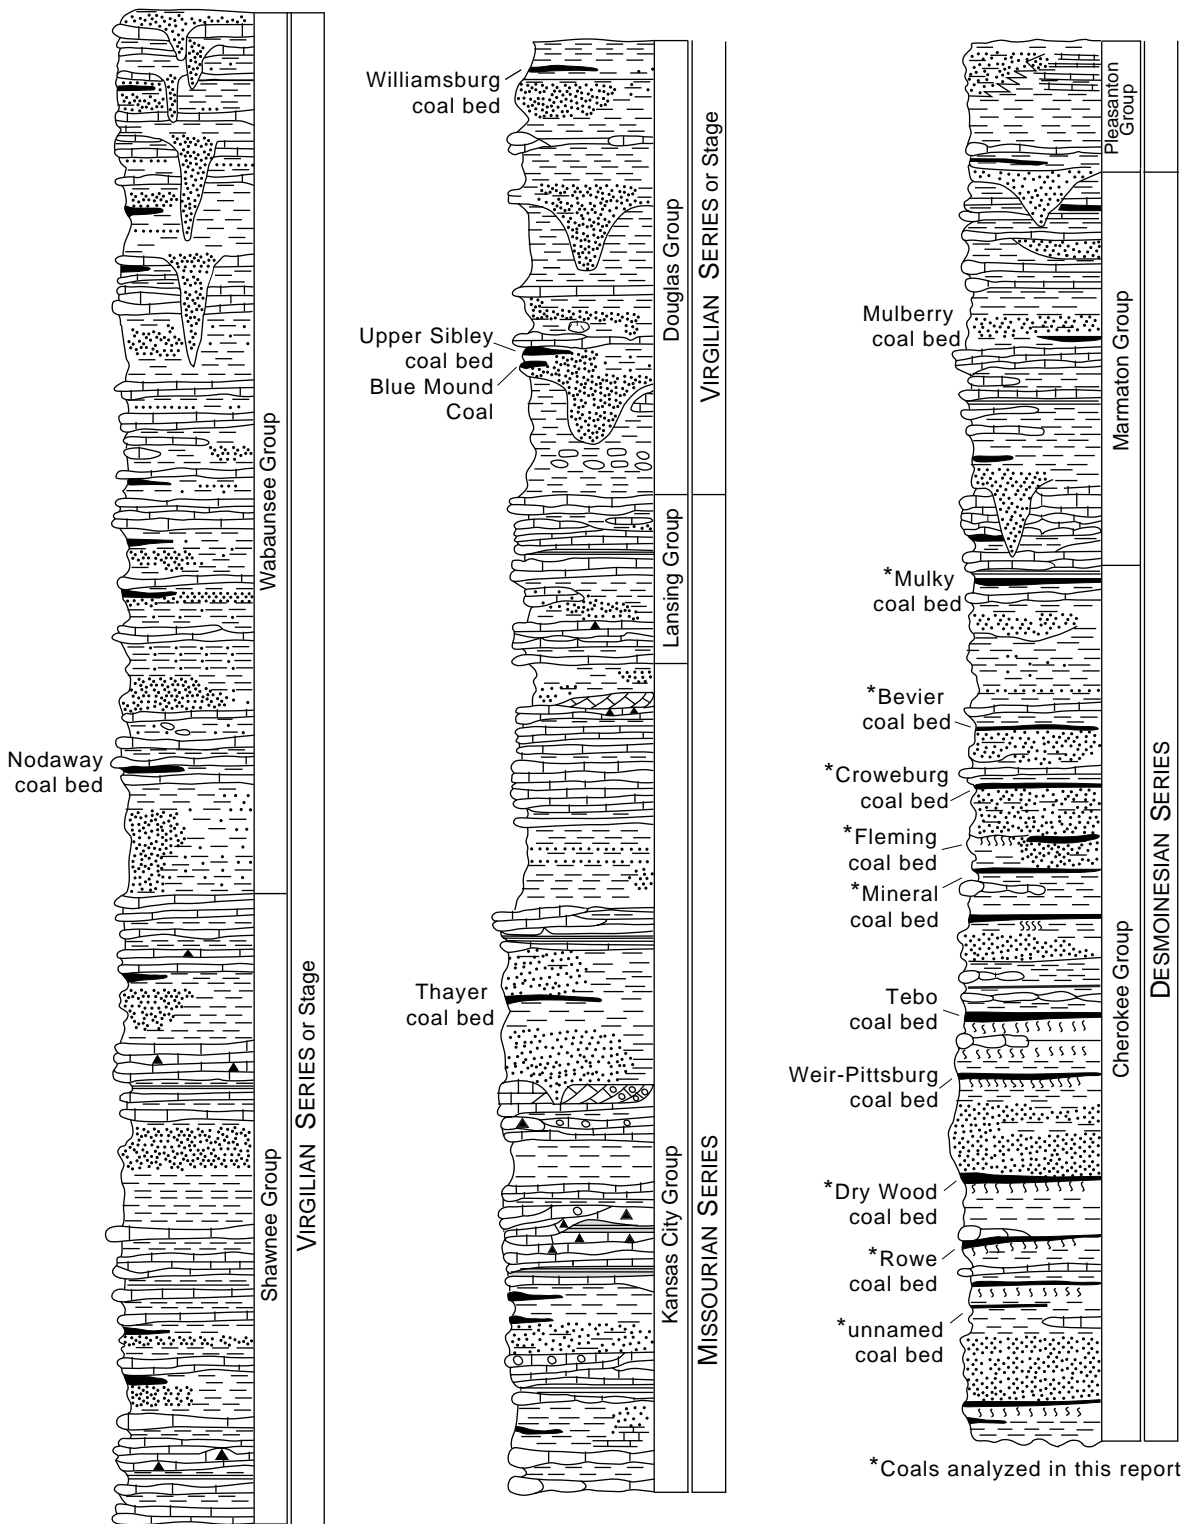 Nodaway
coal bed
Wabaunsee Group
Shawnee Group
VIRGILIAN SERIES or Stage
Williamsburg
coal bed
Upper Sibley
coal bed
Blue Mound
Coal
Thayer
coal bed
Douglas Group
Lansing Group
Kansas City Group
VIRGILIAN SERIES or Stage
MISSOURIAN SERIES
Mulberry
coal bed
*Mulky
coal bed
*Bevier
coal bed
*Croweburg
coal bed
*Fleming
coal bed
*Mineral
coal bed
Tebo
coal bed
Weir-Pittsburg
coal bed
*Dry Wood
coal bed
*Rowe
coal bed
*unnamed
coal bed
Pleasanton
Group
Marmaton Group
Cherokee Group
DESMOINESIAN SERIES
*Coals analyzed in this report